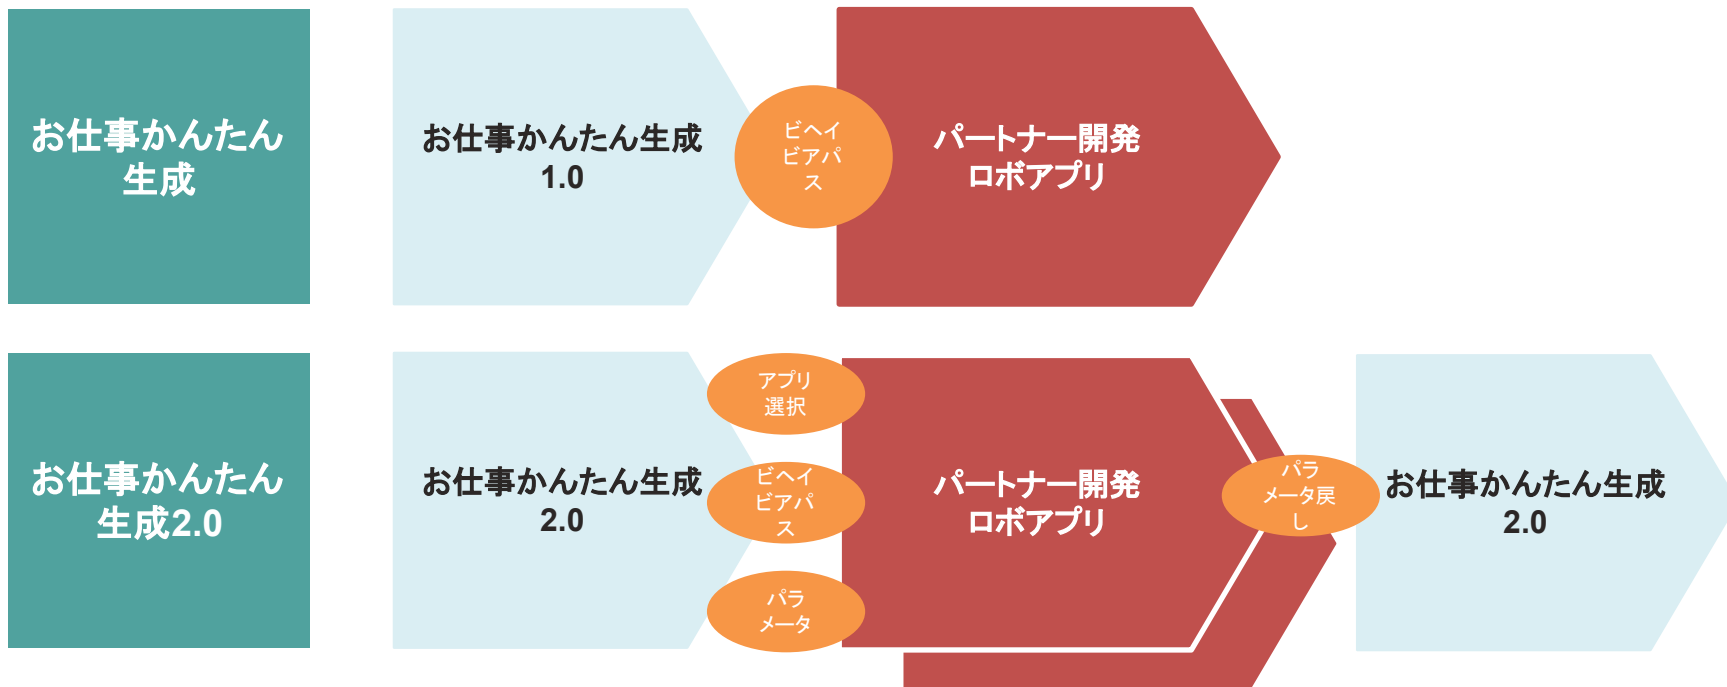 お仕事かんたん
生成
お仕事かんたん生成
1.0
ビヘイ
ビアパ
ス
パートナー開発
ロボアプリ
お仕事かんたん
生成2.0
お仕事かんたん生成
2.0
アプリ
選択
ビヘイ
ビアパ
ス
パラ
メータ
パートナー開発
ロボアプリ
パラ
メータ戻
し
お仕事かんたん生成
2.0